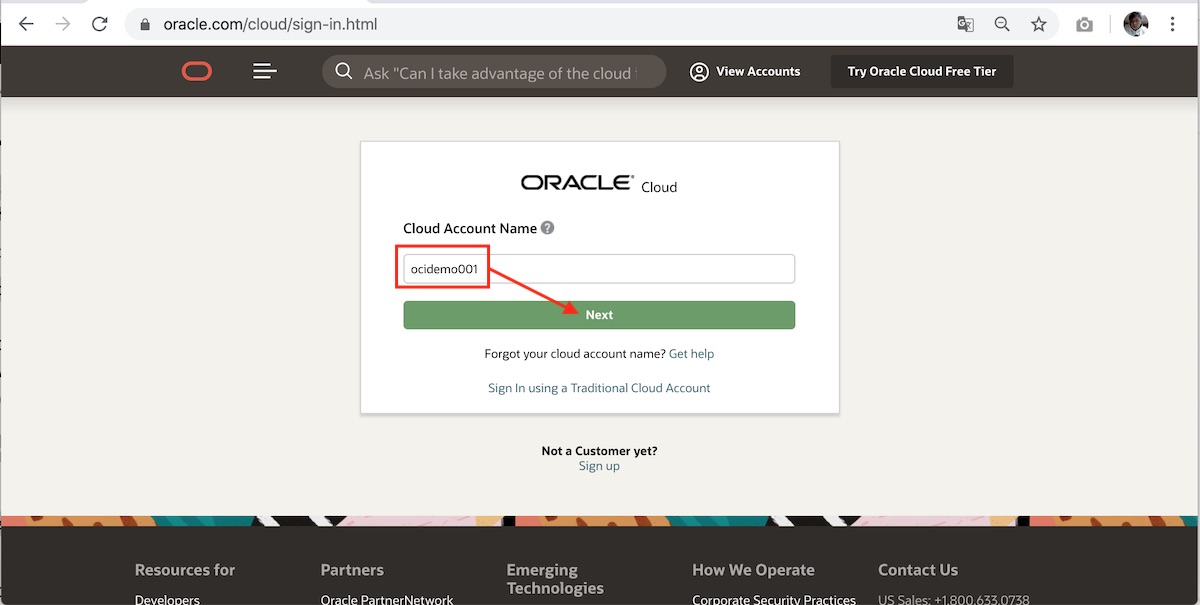 oracle.com/cloud/sign-in.html
Ask "Can I take advantage of the cloud
View Accounts
Try Oracle Cloud Free Tier
ORACLE® Cloud
Cloud Account Name ?
ocidemo001
Next
Forgot your cloud account name? Get help
Sign In using a Traditional Cloud Account
Not a Customer yet?
Sign up
Resources for
Partners
Emerging
Technologies
How We Operate
Contact Us
Developers
Oracle PartnerNetwork
Corporate Security Practices
US Sales: +1.800.633.0738